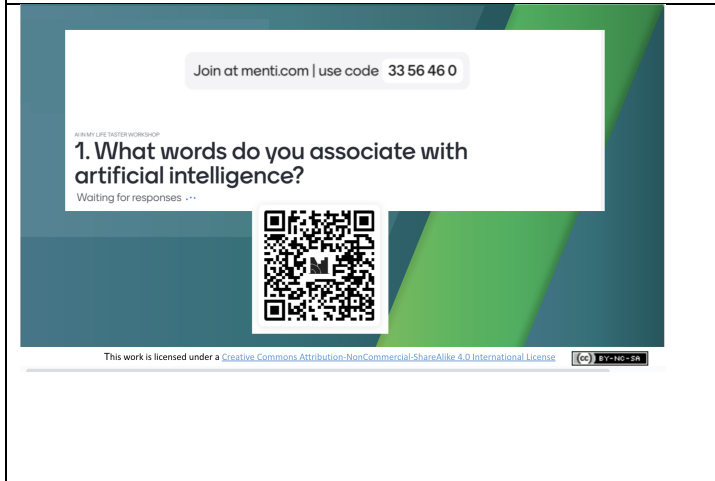 Join at menti.com | use code 33 56 46 0
AI IN MY LIFE TASTER WORKSHOP
1. What words do you associate with
artificial intelligence?
Waiting for responses
This work is licensed under a Creative Commons Attribution-NonCommercial-ShareAlike 4.0 International License
(cc) BY-NC-SA